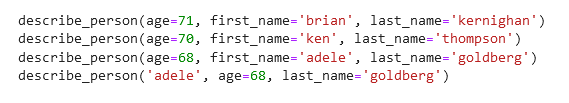 describe_person(age=71, first_name='brian', last_name='kernighan')
describe_person(age=70, first_name='ken', last_name='thompson')
describe_person(age=68, first_name='adele', last_name='goldberg')
describe_person('adele', age=68, last_name='goldberg')